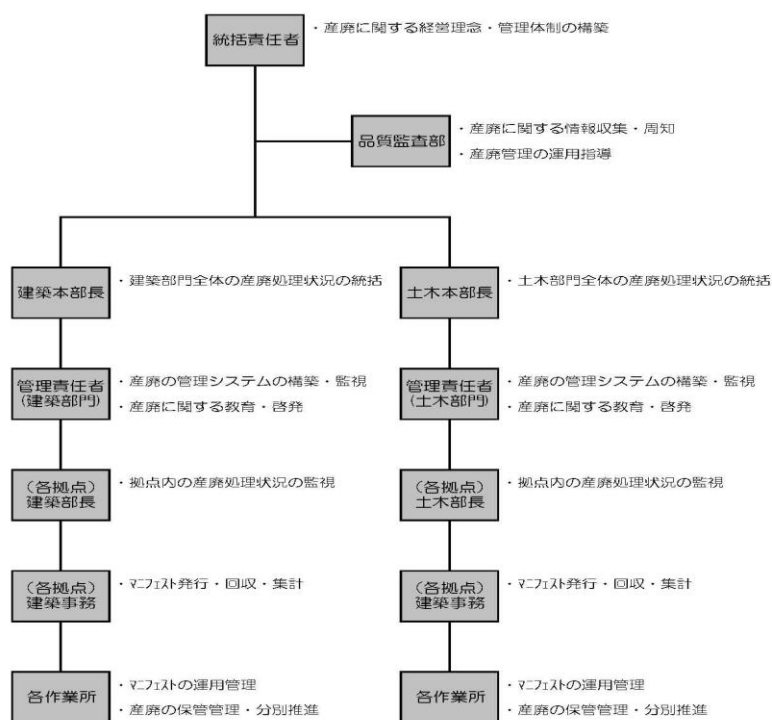 統括責任者
・産廃に関する経営理念・管理体制の構築
品質監査部
・産廃に関する情報収集・周知
・産廃管理の運用指導
建築本部長
・建築部門全体の産廃処理状況の統括
土木本部長
・土木部門全体の産廃処理状況の統括
管理責任者
(建築部門)
・産廃の管理システムの構築・監視
・産廃に関する教育・啓発
管理責任者
(土木部門)
・産廃の管理システムの構築・監視
・産廃に関する教育・啓発
(各拠点)
建築部長
・拠点内の産廃処理状況の監視
(各拠点)
土木部長
・拠点内の産廃処理状況の監視
(各拠点)
建築事務
・ﾏﾆﾌｪｽﾄ発行・回収・集計
(各拠点)
建築事務
・ﾏﾆﾌｪｽﾄ発行・回収・集計
各作業所
・ﾏﾆﾌｪｽﾄの運用管理
・産廃の保管管理・分別推進
各作業所
・ﾏﾆﾌｪｽﾄの運用管理
・産廃の保管管理・分別推進